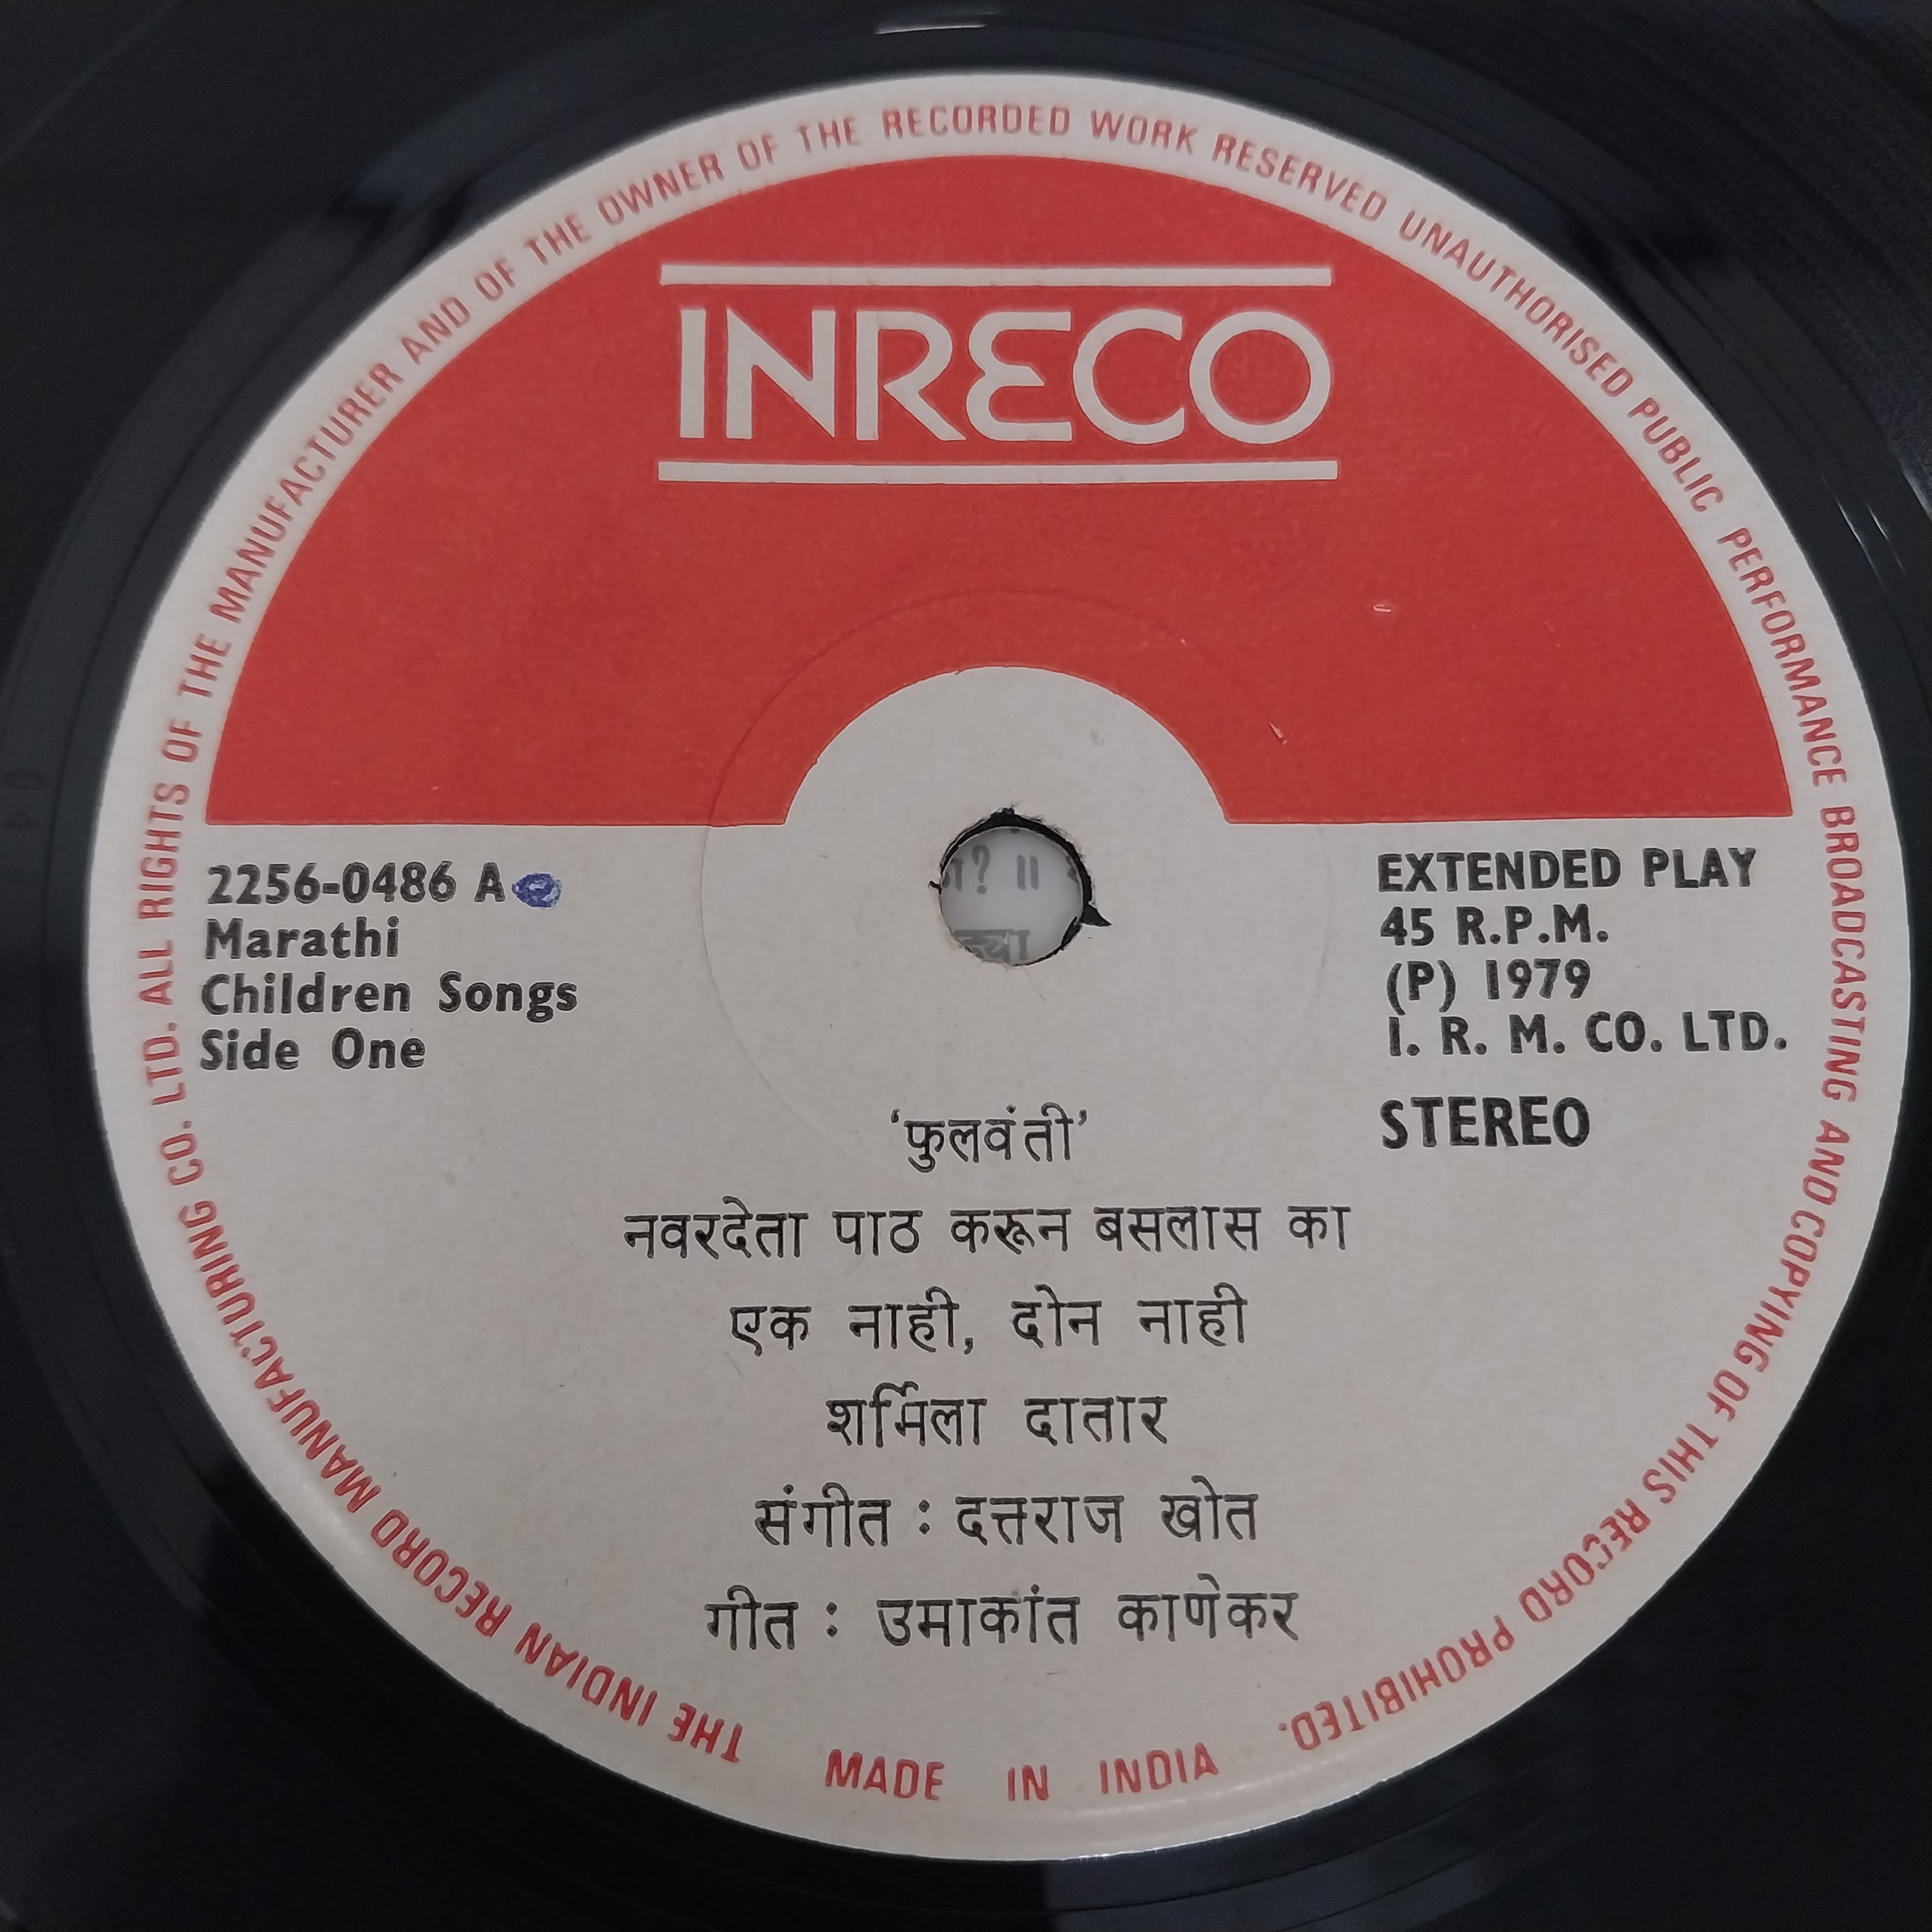 THE INDIAN RECORD MANUFACTURING CO. LTD. ALL RIGHTS OF THE MANUFACTURER AND OF THE OWNER OF THE RECORDED WORK RESERVED UNAUTHORISED PUBLIC PERFORMANCE BROADCASTING AND COPYING OF THIS RECORD PROHIBITED.
INRECO
2256-0486 A
Marathi
Children Songs
Side One
EXTENDED PLAY
45 R.P.M.
(P) 1979
I. R. M. CO. LTD.
STEREO
‘फुलवंती’
नवरदेता पाठ करून बसलास का
एक नाही, दोन नाही
शर्मिला दातार
संगीत : दत्तराज खोत
गीत : उमाकांत काणेकर
MADE IN INDIA